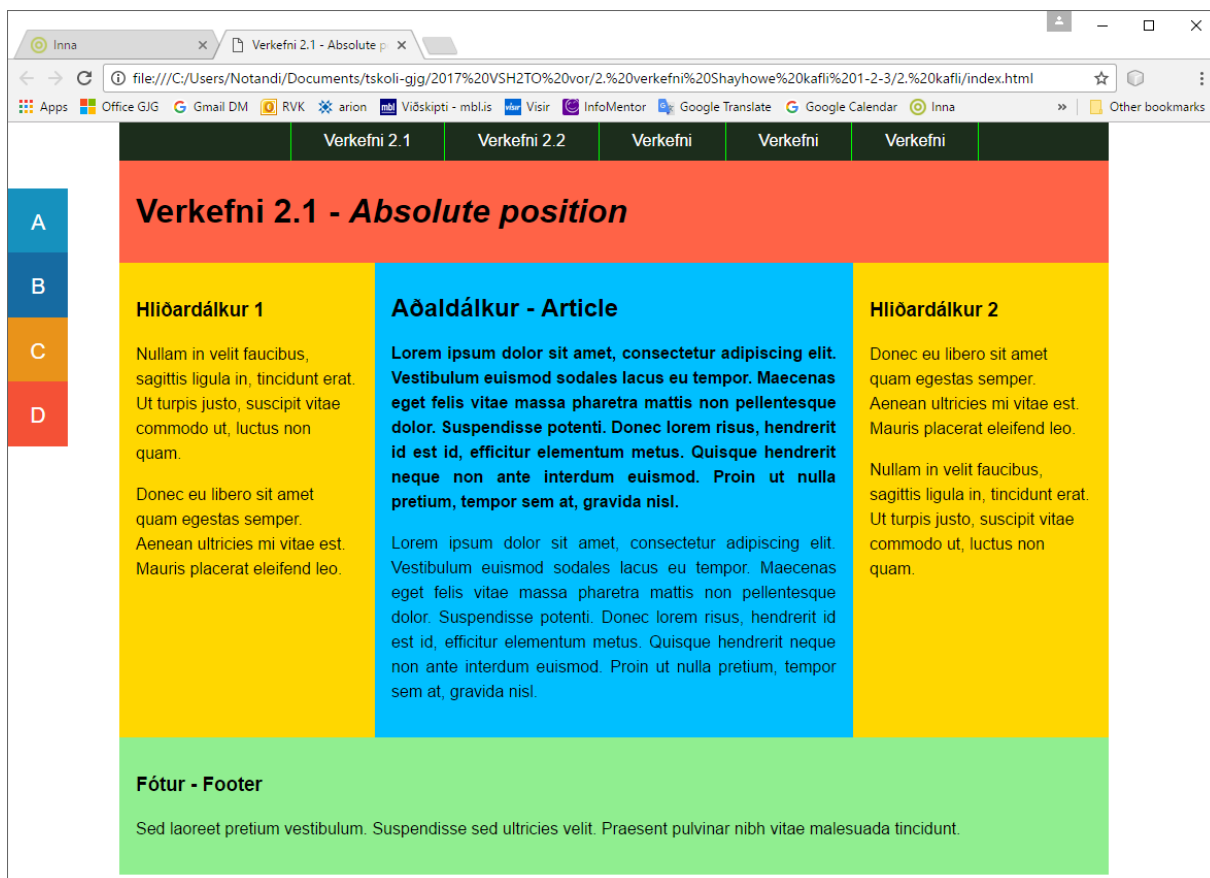 Inna
Verkefni 2.1 - Absolute p
file:///C:/Users/Notandi/Documents/tskoli-gjg/2017%20VSH2TO%20vor/2.%20verkefni%20Shayhowe%20kafli%201-2-3/2.%20kafli/index.html
Apps Office GJG Gmail DM RVK arion mbl Viðskipti - mbl.is vísir Visir InfoMentor Google Translate Google Calendar Inna » Other bookmarks
Verkefni 2.1 Verkefni 2.2 Verkefni Verkefni Verkefni
A
B
C
D
Verkefni 2.1 - Absolute position
Hliðardálkur 1
Nullam in velit faucibus,
sagittis ligula in, tincidunt erat.
Ut turpis justo, suscipit vitae
commodo ut, luctus non
quam.
Donec eu libero sit amet
quam egestas semper.
Aenean ultricies mi vitae est.
Mauris placerat eleifend leo.
Aðaldálkur - Article
Lorem ipsum dolor sit amet, consectetur adipiscing elit.
Vestibulum euismod sodales lacus eu tempor. Maecenas
eget felis vitae massa pharetra mattis non pellentesque
dolor. Suspendisse potenti. Donec lorem risus, hendrerit
id est id, efficitur elementum metus. Quisque hendrerit
neque non ante interdum euismod. Proin ut nulla
pretium, tempor sem at, gravida nisl.
Lorem ipsum dolor sit amet, consectetur adipiscing elit.
Vestibulum euismod sodales lacus eu tempor. Maecenas
eget felis vitae massa pharetra mattis non pellentesque
dolor. Suspendisse potenti. Donec lorem risus, hendrerit id
est id, efficitur elementum metus. Quisque hendrerit neque
non ante interdum euismod. Proin ut nulla pretium, tempor
sem at, gravida nisl.
Hliðardálkur 2
Donec eu libero sit amet
quam egestas semper.
Aenean ultricies mi vitae est.
Mauris placerat eleifend leo.
Nullam in velit faucibus,
sagittis ligula in, tincidunt erat.
Ut turpis justo, suscipit vitae
commodo ut, luctus non
quam.
Fótur - Footer
Sed laoreet pretium vestibulum. Suspendisse sed ultricies velit. Praesent pulvinar nibh vitae malesuada tincidunt.